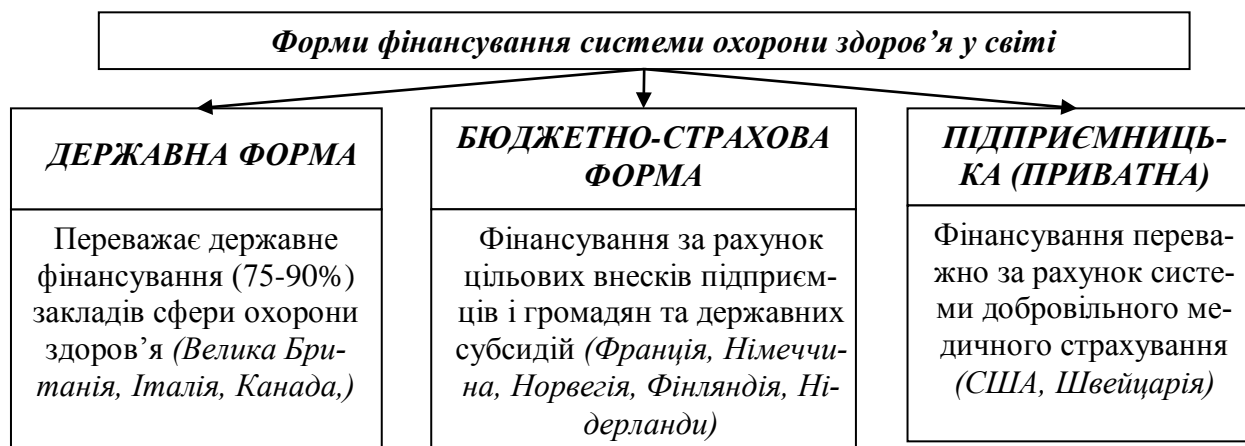 Форми фінансування системи охорони здоров’я у світі
ДЕРЖАВНА ФОРМА
Переважає державне
фінансування (75-90%)
закладів сфери охорони
здоров’я (Велика Бри-
танія, Італія, Канада,)
БЮДЖЕТНО-СТРАХОВА
ФОРМА
Фінансування за рахунок
цільових внесків підприєм-
ців і громадян та державних
субсидій (Франція, Німеччи-
на, Норвегія, Фінляндія, Ні-
дерланди)
ПІДПРИЄМНИЦЬ-
КА (ПРИВАТНА)
Фінансування перева-
жно за рахунок систе-
ми добровільного ме-
дичного страхування
(США, Швейцарія)